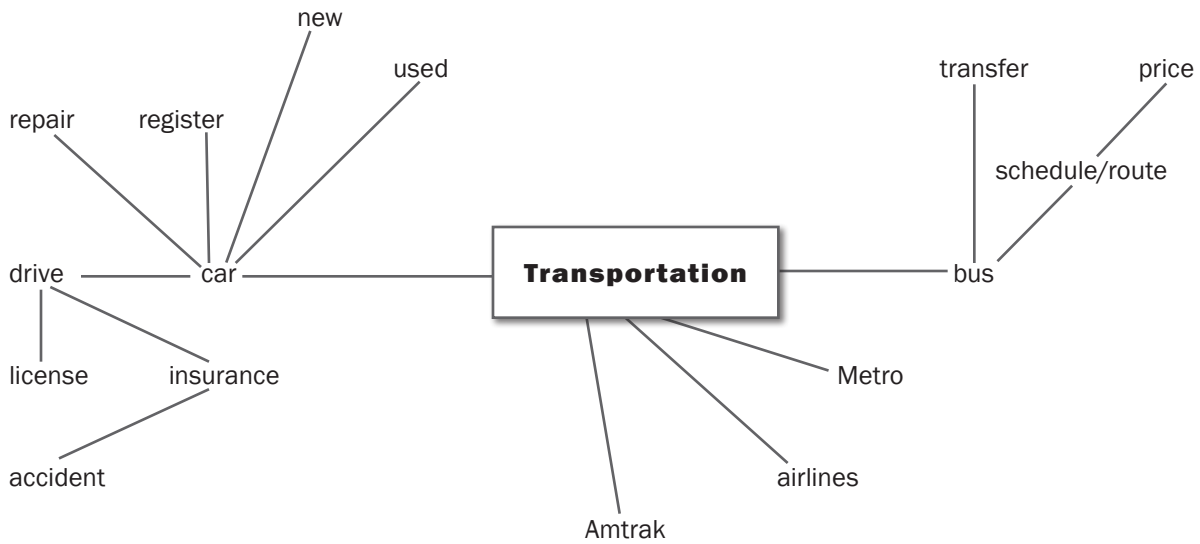 new
used
transfer
price
repair
register
schedule/route
drive
car
Transportation
bus
license
insurance
Metro
accident
airlines
Amtrak